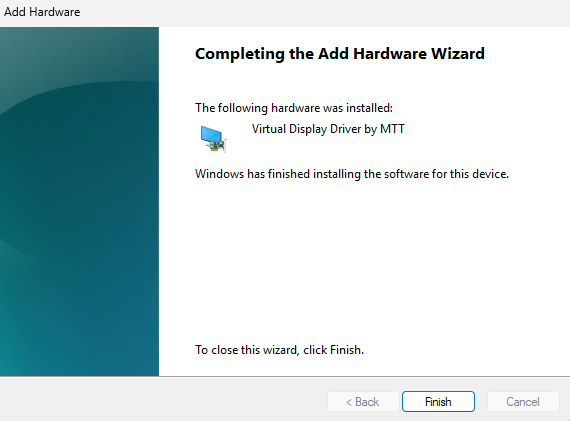 Add Hardware
Completing the Add Hardware Wizard
The following hardware was installed:
Virtual Display Driver by MTT
Windows has finished installing the software for this device.
To close this wizard, click Finish.
< Back
Finish
Cancel